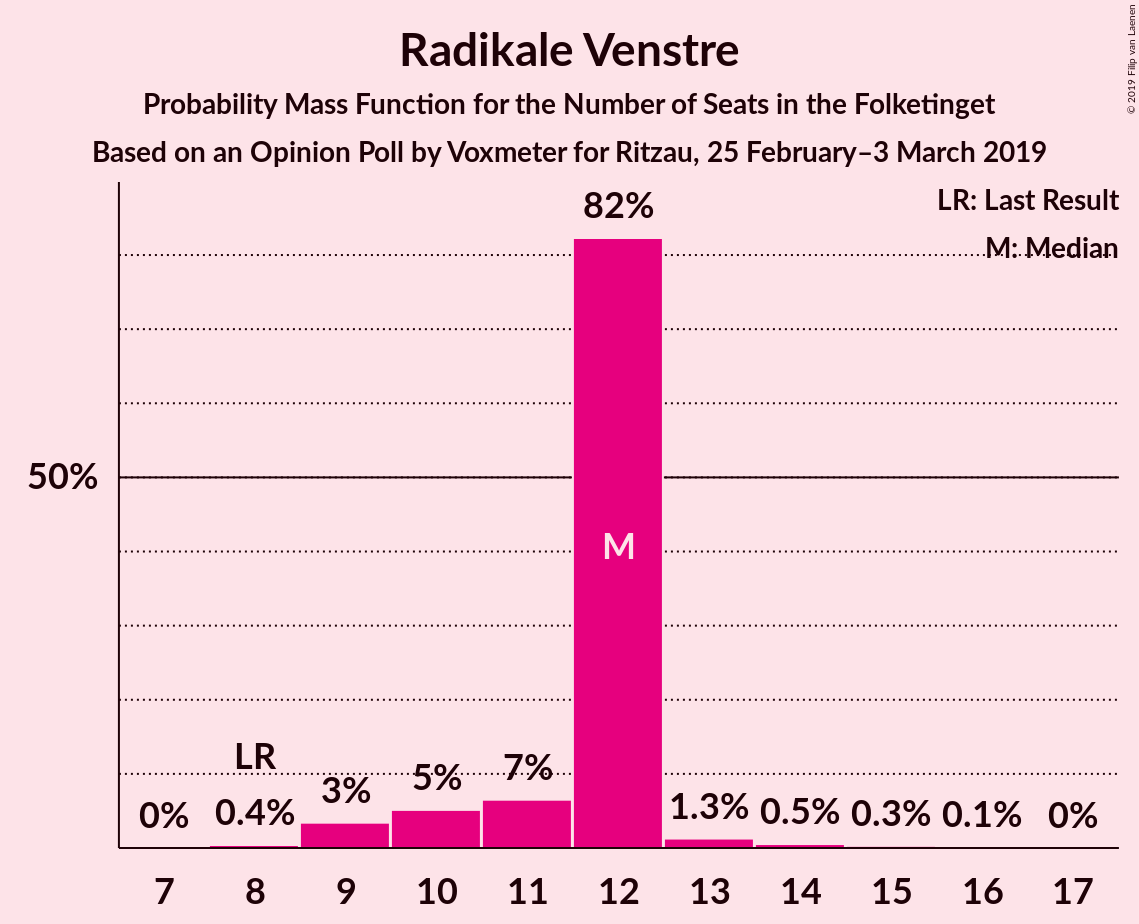 Radikale Venstre
Probability Mass Function for the Number of Seats in the Folketinget
Based on an Opinion Poll by Voxmeter for Ritzau, 25 February–3 March 2019
© 2019 Filip van Laenen
LR: Last Result
M: Median
82%
50%
M
LR
0% 0.4% 3% 5% 7% 1.3% 0.5% 0.3% 0.1% 0%
7 8 9 10 11 12 13 14 15 16 17